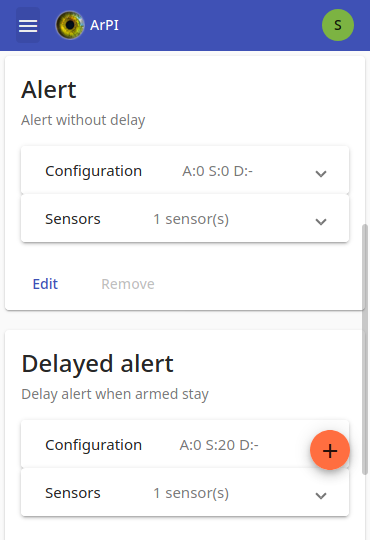 ArPI
S
Alert
Alert without delay
Configuration A:0 S:0 D:-
Sensors 1 sensor(s)
Edit Remove
Delayed alert
Delay alert when armed stay
Configuration A:0 S:20 D:-
+
Sensors 1 sensor(s)